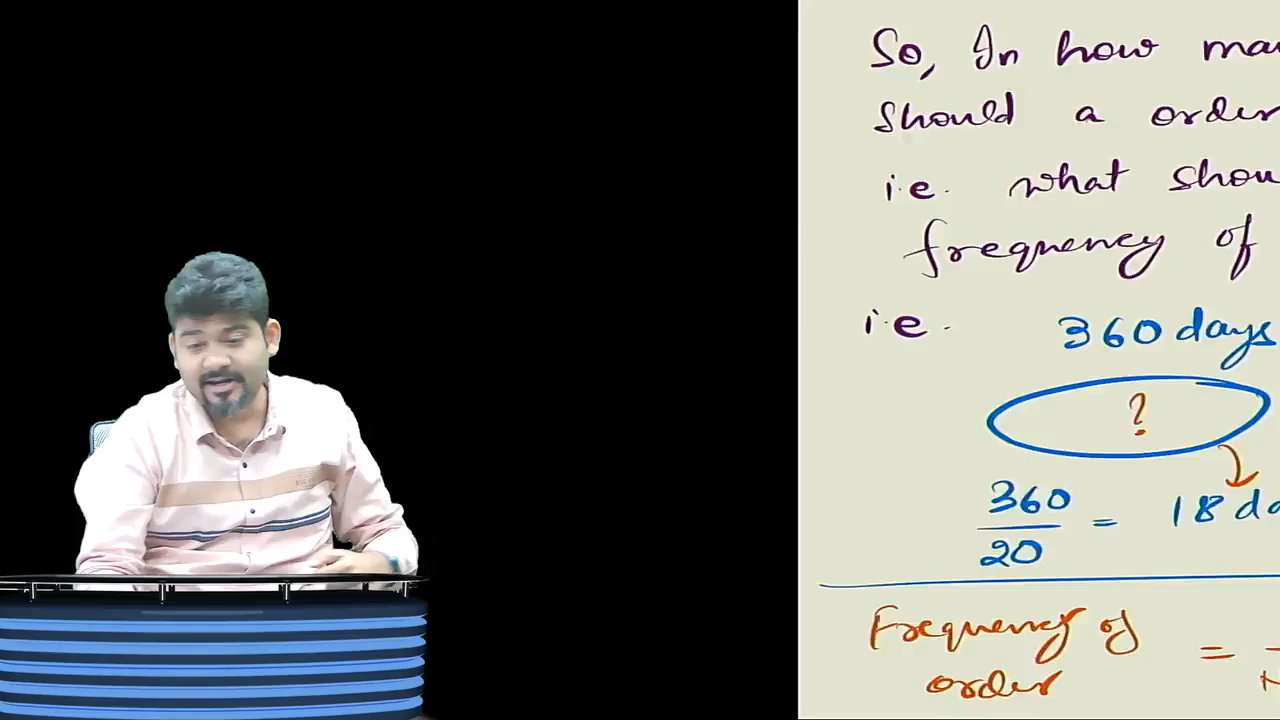 So, In how
should a order
i.e. what
frequency of
i.e. 360 days
?
360
20
= 18
Frequency of
order
=